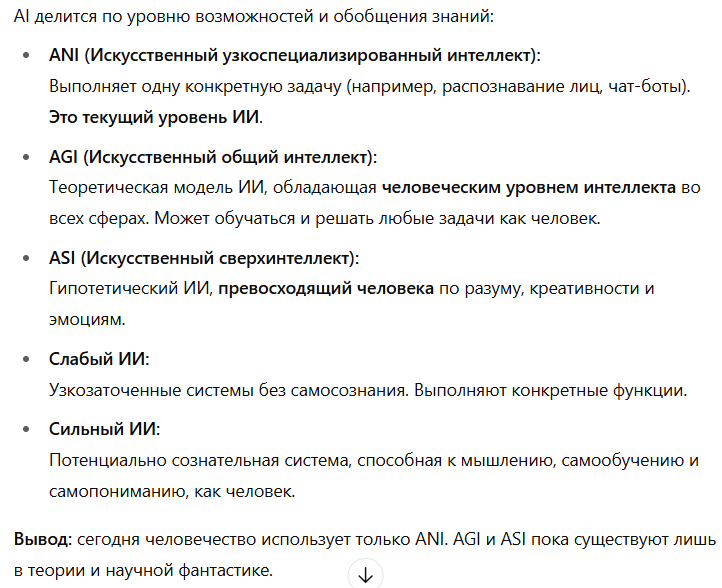 AI делится по уровню возможностей и обобщения знаний:
• ANI (Искусственный узкоспециализированный интеллект):
Выполняет одну конкретную задачу (например, распознавание лиц, чат-боты).
Это текущий уровень ИИ.
• AGI (Искусственный общий интеллект):
Теоретическая модель ИИ, обладающая человеческим уровнем интеллекта во
всех сферах. Может обучаться и решать любые задачи как человек.
• ASI (Искусственный сверхинтеллект):
Гипотетический ИИ, превосходящий человека по разуму, креативности и
эмоциям.
• Слабый ИИ:
Узкозаточенные системы без самосознания. Выполняют конкретные функции.
• Сильный ИИ:
Потенциально сознательная система, способная к мышлению, самообучению и
самопониманию, как человек.
Вывод: сегодня человечество использует только ANI. AGI и ASI пока существуют лишь
в теории и научной фантастике.